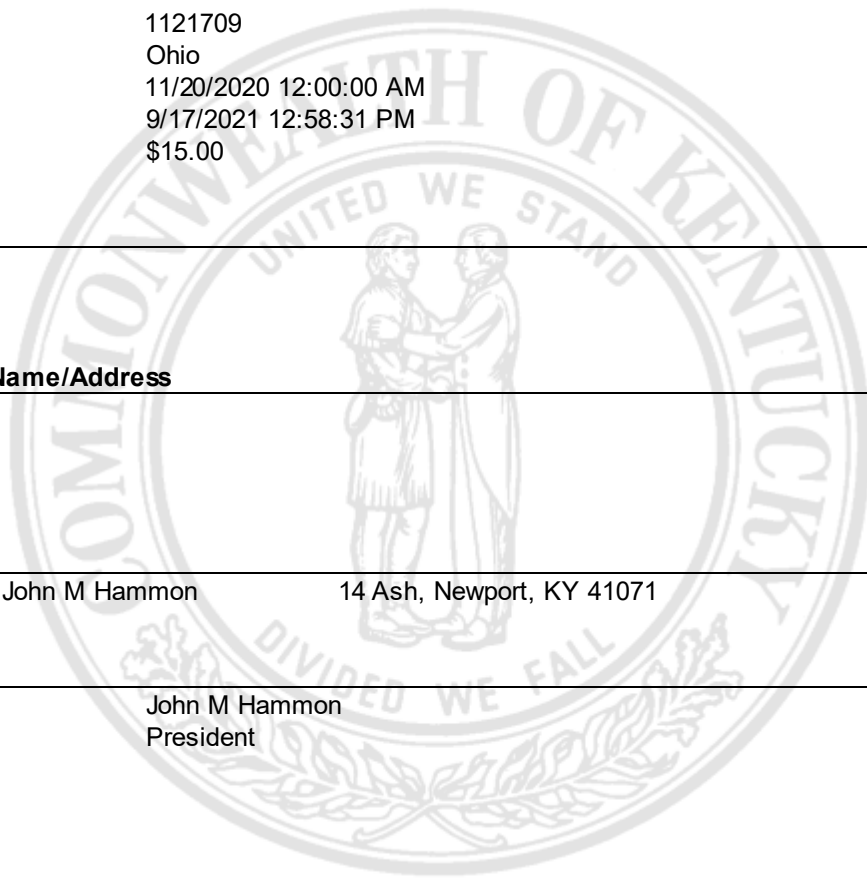 1121709
Ohio
11/20/2020 12:00:00 AM
9/17/2021 12:58:31 PM
$15.00
COMMONWEALTH OF KENTUCKY
UNITED WE STAND
Name/Address
John M Hammon 14 Ash, Newport, KY 41071
DIVIDED WE FALL
John M Hammon
President